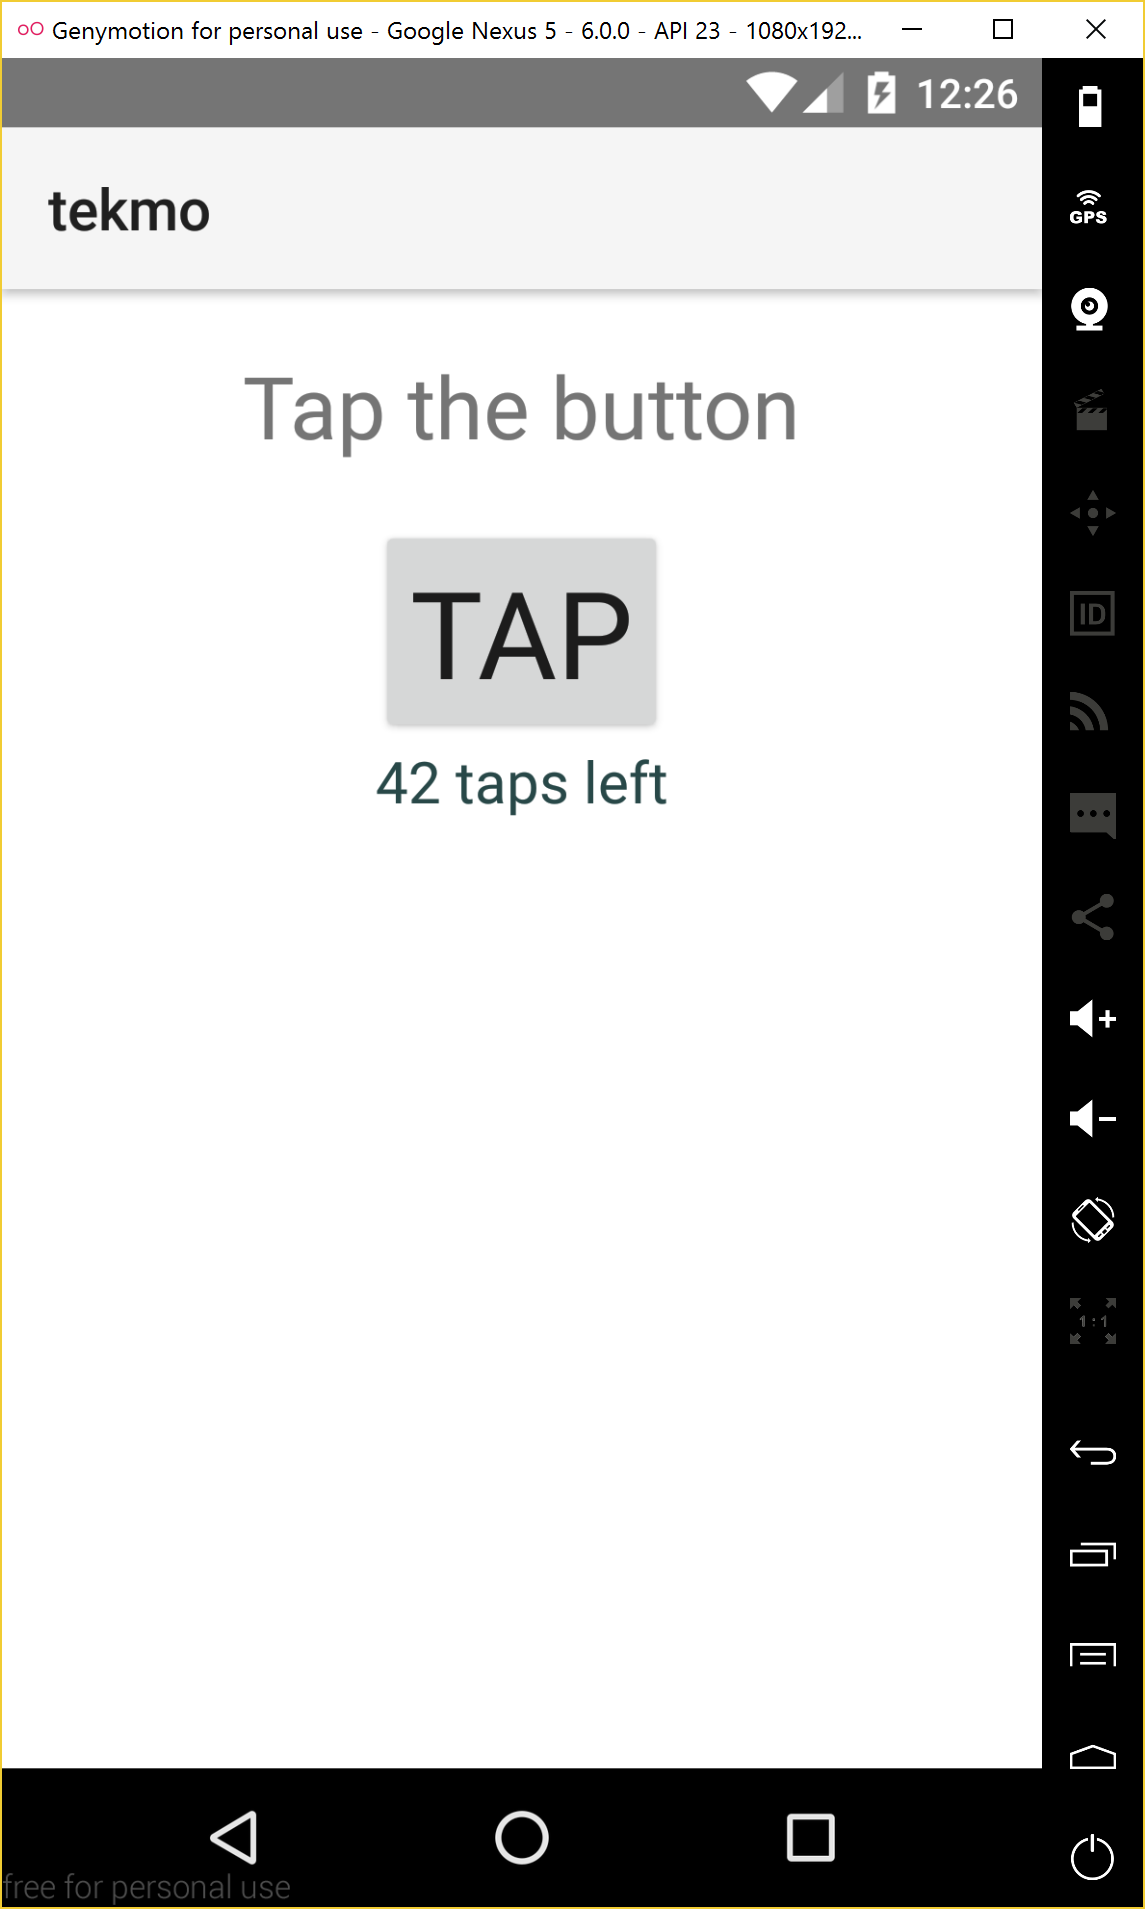 Genymotion for personal use - Google Nexus 5 - 6.0.0 - API 23 - 1080x192...
12:26
GPS
tekmo
Tap the button
TAP
42 taps left
ID
1:1
free for personal use